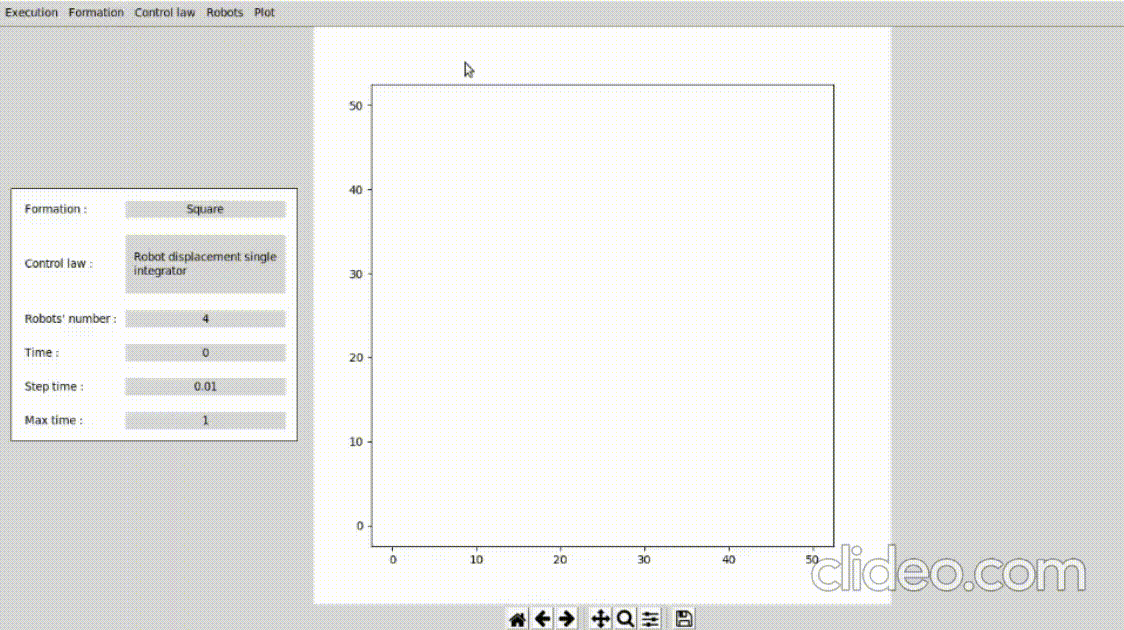 Execution Formation Control law Robots Plot
Formation : Square
Control law : Robot displacement single
integrator
Robots' number : 4
Time : 0
Step time : 0.01
Max time : 1
50
40
30
20
10
0
0 10 20 30 40 50
clideo.com